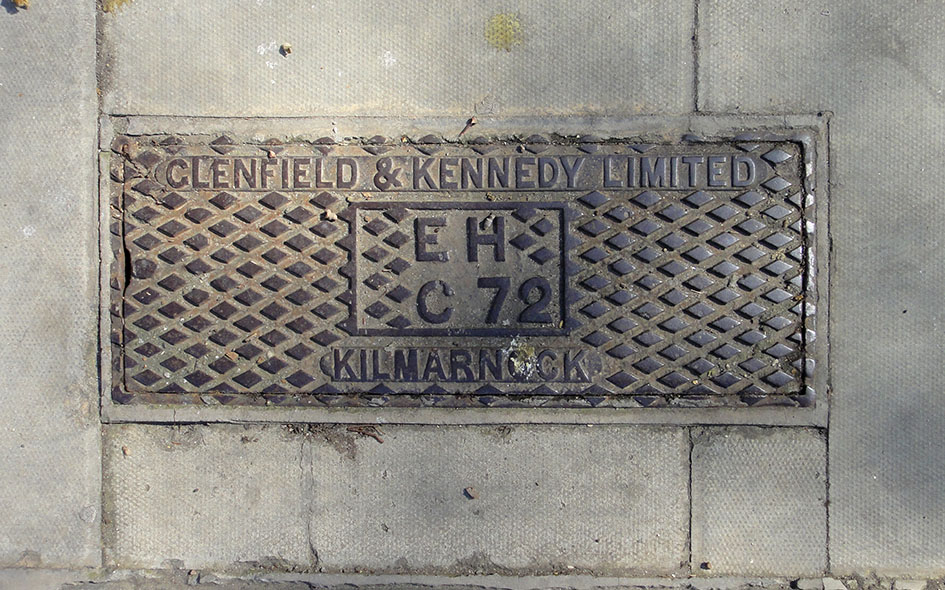 GLENFIELD & KENNEDY LIMITED
E H
C 72
KILMARNOCK